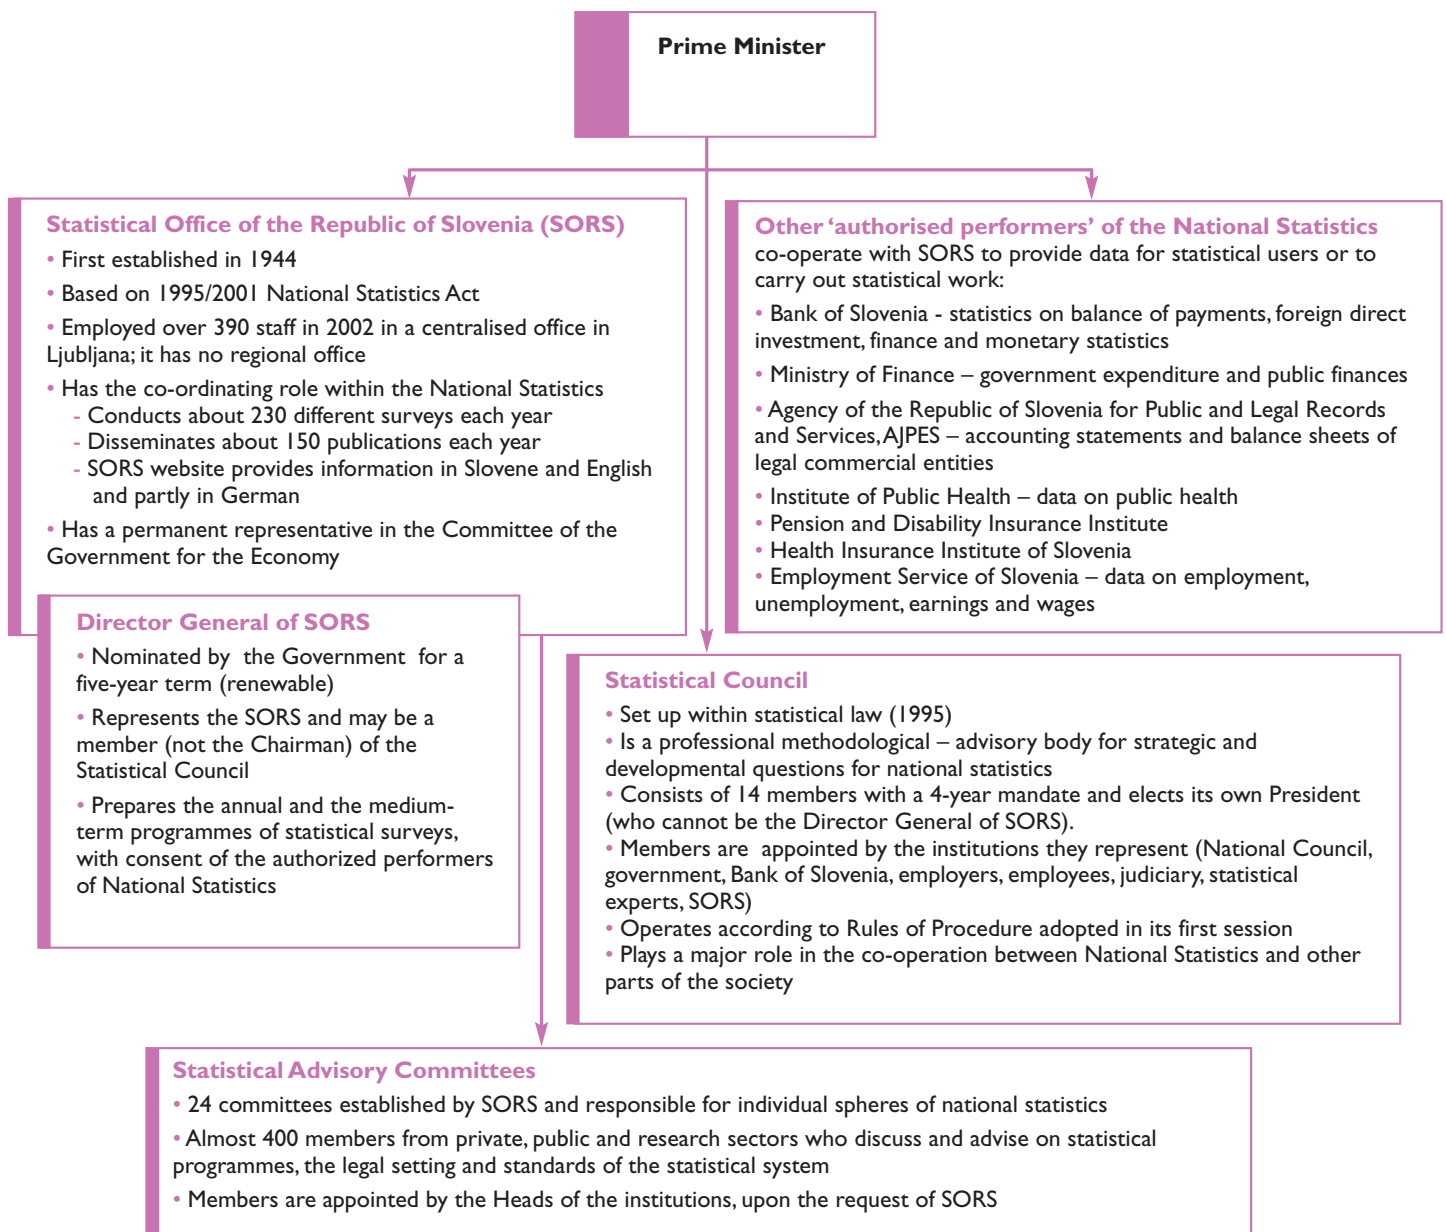 Prime Minister
Statistical Office of the Republic of Slovenia (SORS)
• First established in 1944
• Based on 1995/2001 National Statistics Act
• Employed over 390 staff in 2002 in a centralised office in
Ljubljana; it has no regional office
• Has the co-ordinating role within the National Statistics
- Conducts about 230 different surveys each year
- Disseminates about 150 publications each year
- SORS website provides information in Slovene and English
and partly in German
• Has a permanent representative in the Committee of the
Government for the Economy
Other ‘authorised performers’ of the National Statistics
co-operate with SORS to provide data for statistical users or to
carry out statistical work:
• Bank of Slovenia - statistics on balance of payments, foreign direct
investment, finance and monetary statistics
• Ministry of Finance – government expenditure and public finances
• Agency of the Republic of Slovenia for Public and Legal Records
and Services, AJPES – accounting statements and balance sheets of
legal commercial entities
• Institute of Public Health – data on public health
• Pension and Disability Insurance Institute
• Health Insurance Institute of Slovenia
• Employment Service of Slovenia – data on employment,
unemployment, earnings and wages
Director General of SORS
• Nominated by the Government for a
five-year term (renewable)
• Represents the SORS and may be a
member (not the Chairman) of the
Statistical Council
• Prepares the annual and the medium-
term programmes of statistical surveys,
with consent of the authorized performers
of National Statistics
Statistical Council
• Set up within statistical law (1995)
• Is a professional methodological – advisory body for strategic and
developmental questions for national statistics
• Consists of 14 members with a 4-year mandate and elects its own President
(who cannot be the Director General of SORS).
• Members are appointed by the institutions they represent (National Council,
government, Bank of Slovenia, employers, employees, judiciary, statistical
experts, SORS)
• Operates according to Rules of Procedure adopted in its first session
• Plays a major role in the co-operation between National Statistics and other
parts of the society
Statistical Advisory Committees
• 24 committees established by SORS and responsible for individual spheres of national statistics
• Almost 400 members from private, public and research sectors who discuss and advise on statistical
programmes, the legal setting and standards of the statistical system
• Members are appointed by the Heads of the institutions, upon the request of SORS